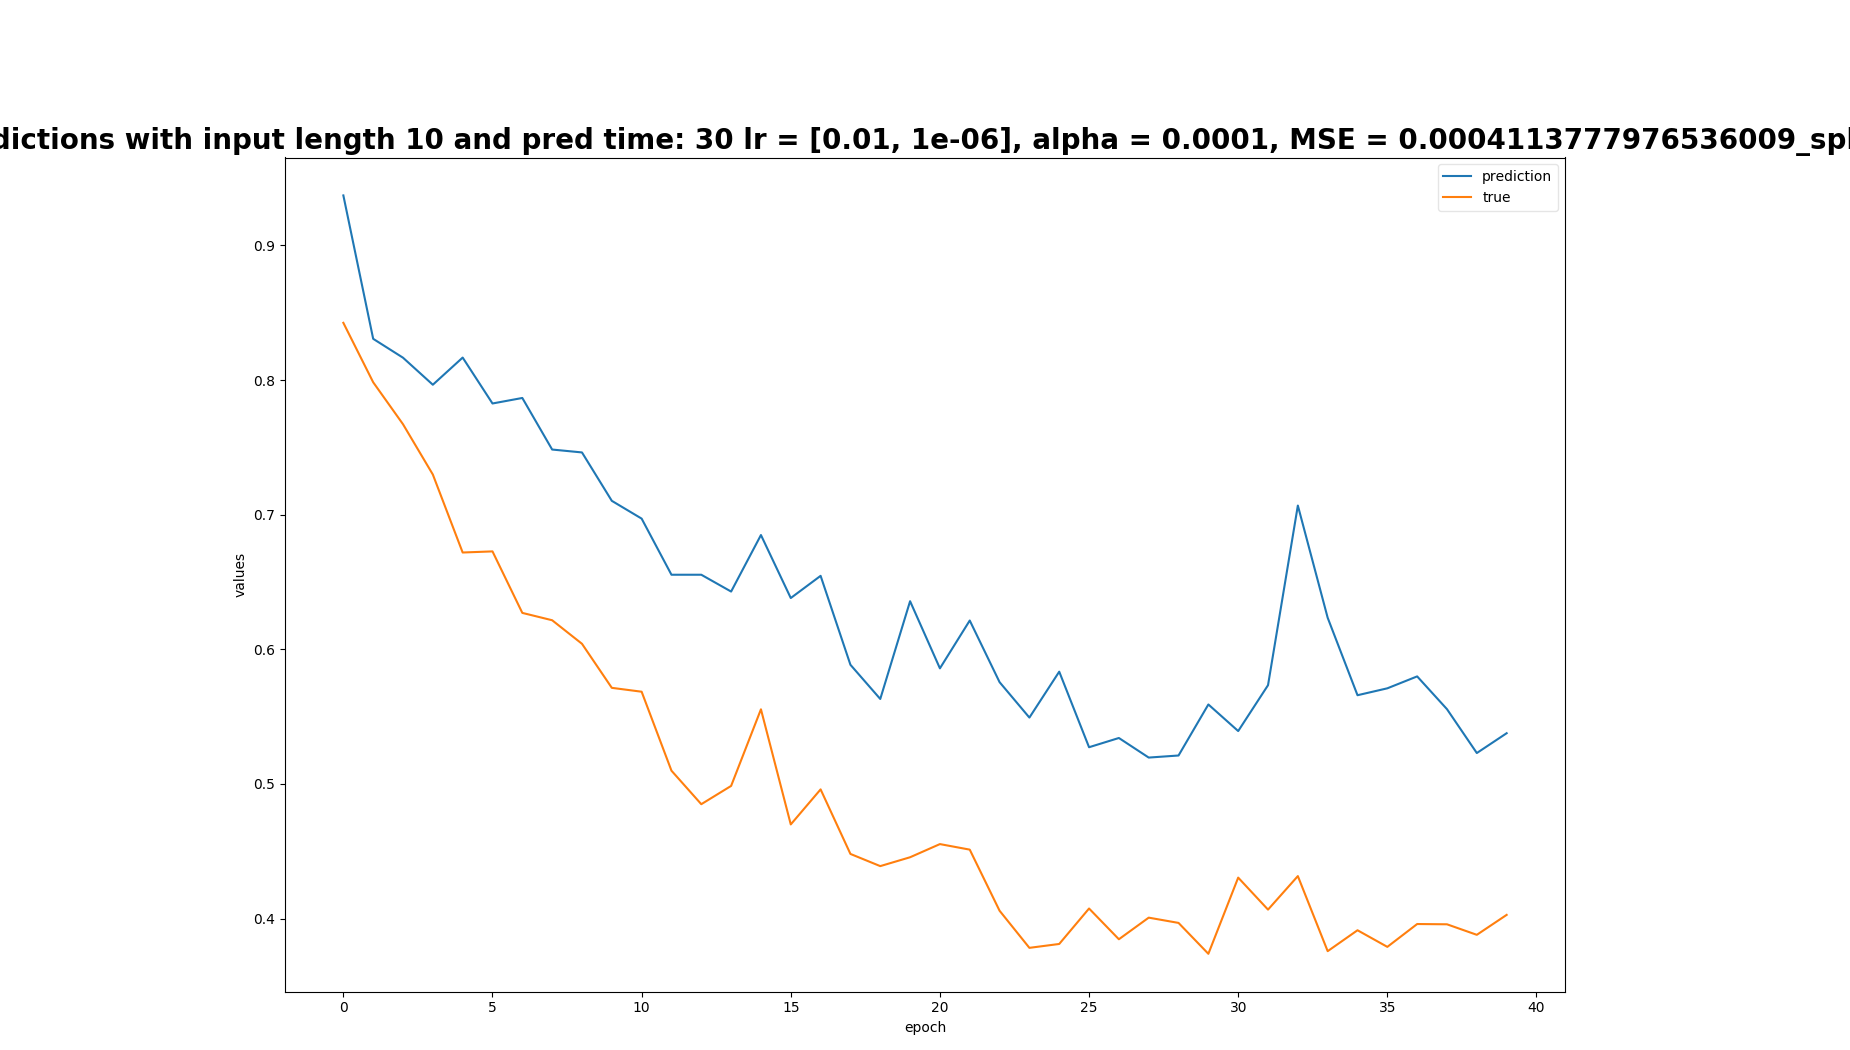 dictions with input length 10 and pred time: 30 lr = [0.01, 1e-06], alpha = 0.0001, MSE = 0.0004113777976536009_spl
prediction
true
0.9
0.8
0.7
0.6
0.5
0.4
values
0 5 10 15 20 25 30 35 40
epoch